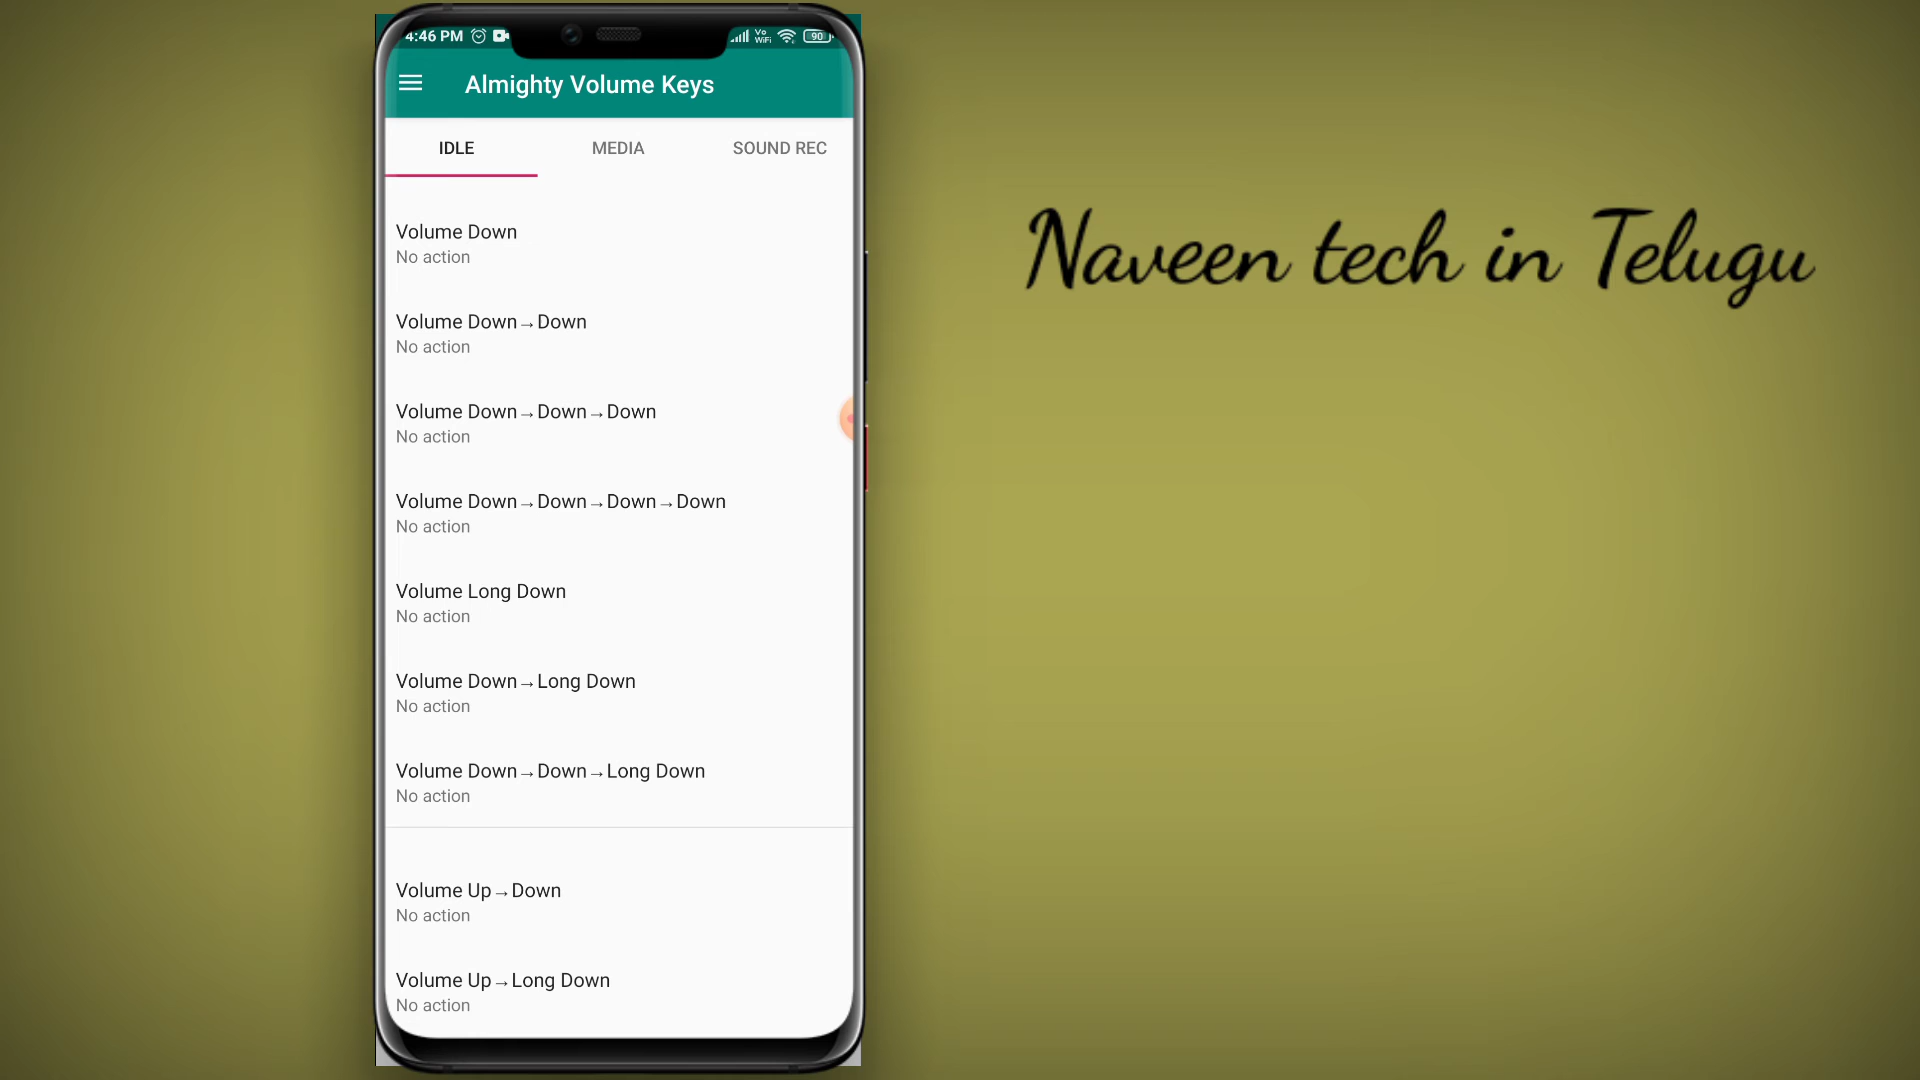 4:46 PM
Vo
WiFi
90
Almighty Volume Keys
IDLE
MEDIA
SOUND REC
Volume Down
No action
Volume Down→Down
No action
Volume Down→Down→Down
No action
Volume Down→Down→Down→Down
No action
Volume Long Down
No action
Volume Down→Long Down
No action
Volume Down→Down→Long Down
No action
Volume Up→Down
No action
Volume Up→Long Down
No action
Naveen tech in Telugu